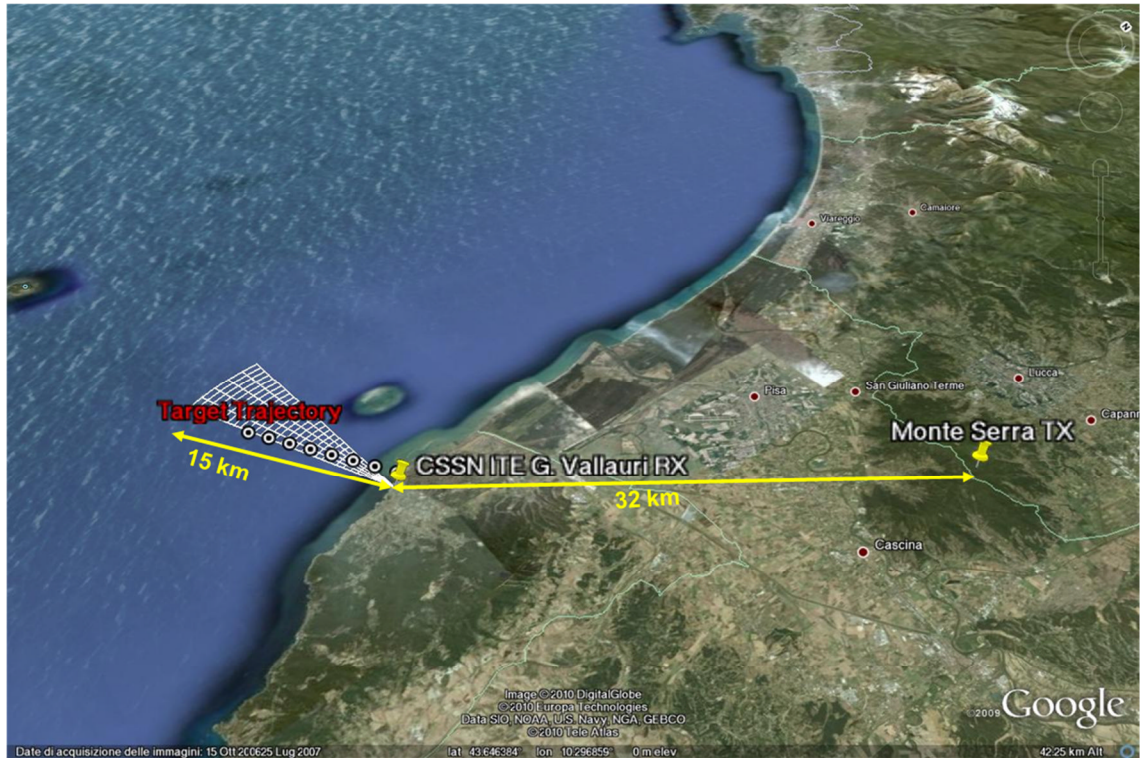 Viareggio
Camaiore
Lucca
Pisa
San Giuliano Terme
Capann
Target Trajectory
Monte Serra TX
15 km
CSSN ITE G. Vallauri RX
32 km
Cascina
Image © 2010 DigitalGlobe
© 2010 Europa Technologies
Data SIO, NOAA, U.S. Navy, NGA, GEBCO
© 2010 Tele Atlas
©2009 Google
Date di acquisizione delle immagini: 15 Ott 200625 Lug 2007 lat 43.646384° lon 10.296859° 0 m elev 42.25 km Alt